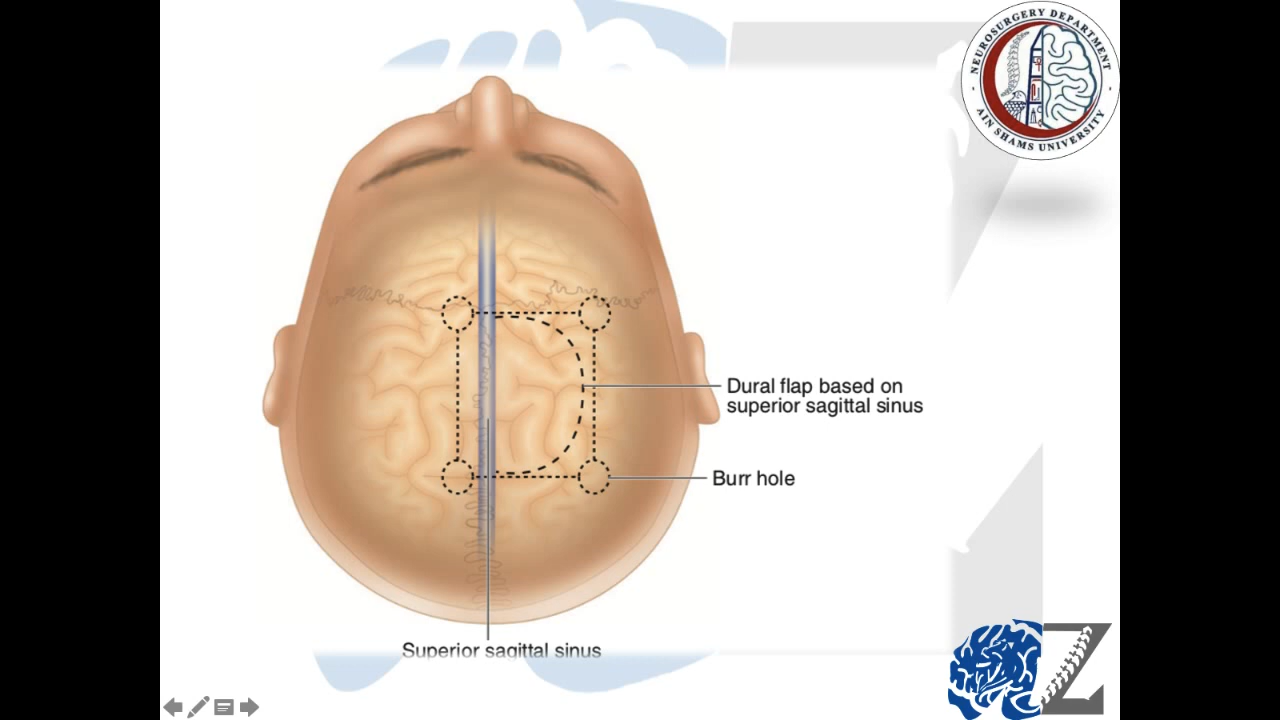 NEUROSURGERY DEPARTMENT
AIN SHAMS UNIVERSITY
Dural flap based on
superior sagittal sinus
Burr hole
Superior sagittal sinus
Z